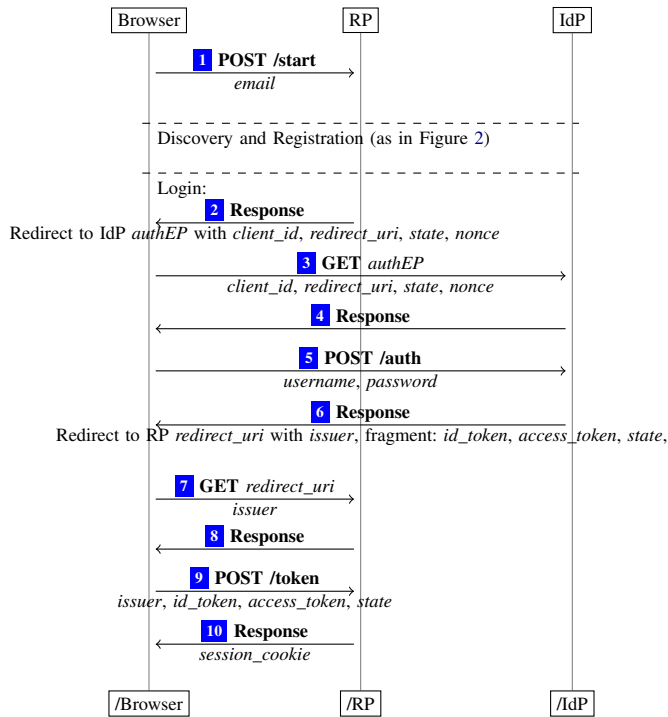 Browser RP IdP
1 POST /start
email
Discovery and Registration (as in Figure 2)
Login:
2 Response
Redirect to IdP authEP with client_id, redirect_uri, state, nonce
3 GET authEP
client_id, redirect_uri, state, nonce
4 Response
5 POST /auth
username, password
6 Response
Redirect to RP redirect_uri with issuer, fragment: id_token, access_token, state,
7 GET redirect_uri
issuer
8 Response
9 POST /token
issuer, id_token, access_token, state
10 Response
session_cookie
/Browser /RP /IdP